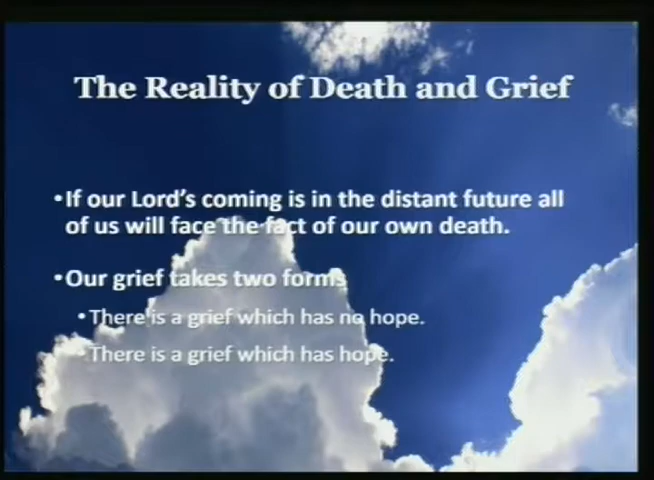 The Reality of Death and Grief
•If our Lord's coming is in the distant future all
of us will face the fact of our own death.
•Our grief takes two forms
•There is a grief which has no hope.
•There is a grief which has hope.